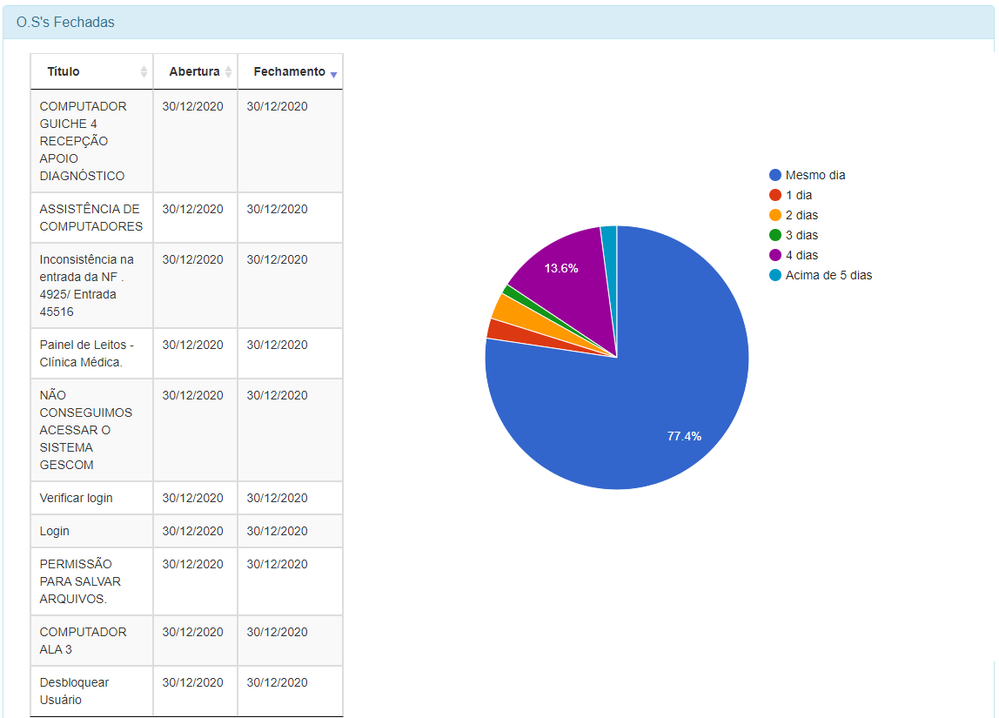 O.S's Fechadas
Título Abertura Fechamento
COMPUTADOR 30/12/2020 30/12/2020
GUICHE 4
RECEPÇÃO
APOIO
DIAGNÓSTICO
ASSISTÊNCIA DE 30/12/2020 30/12/2020
COMPUTADORES
Inconsistência na 30/12/2020 30/12/2020
entrada da NF .
4925/ Entrada
45516
Painel de Leitos - 30/12/2020 30/12/2020
Clínica Médica.
NÃO 30/12/2020 30/12/2020
CONSEGUIMOS
ACESSAR O
SISTEMA
GESCOM
Verificar login 30/12/2020 30/12/2020
Login 30/12/2020 30/12/2020
PERMISSÃO 30/12/2020 30/12/2020
PARA SALVAR
ARQUIVOS.
COMPUTADOR 30/12/2020 30/12/2020
ALA 3
Desbloquear 30/12/2020 30/12/2020
Usuário
13.6%
77.4%
Mesmo dia
1 dia
2 dias
3 dias
4 dias
Acima de 5 dias